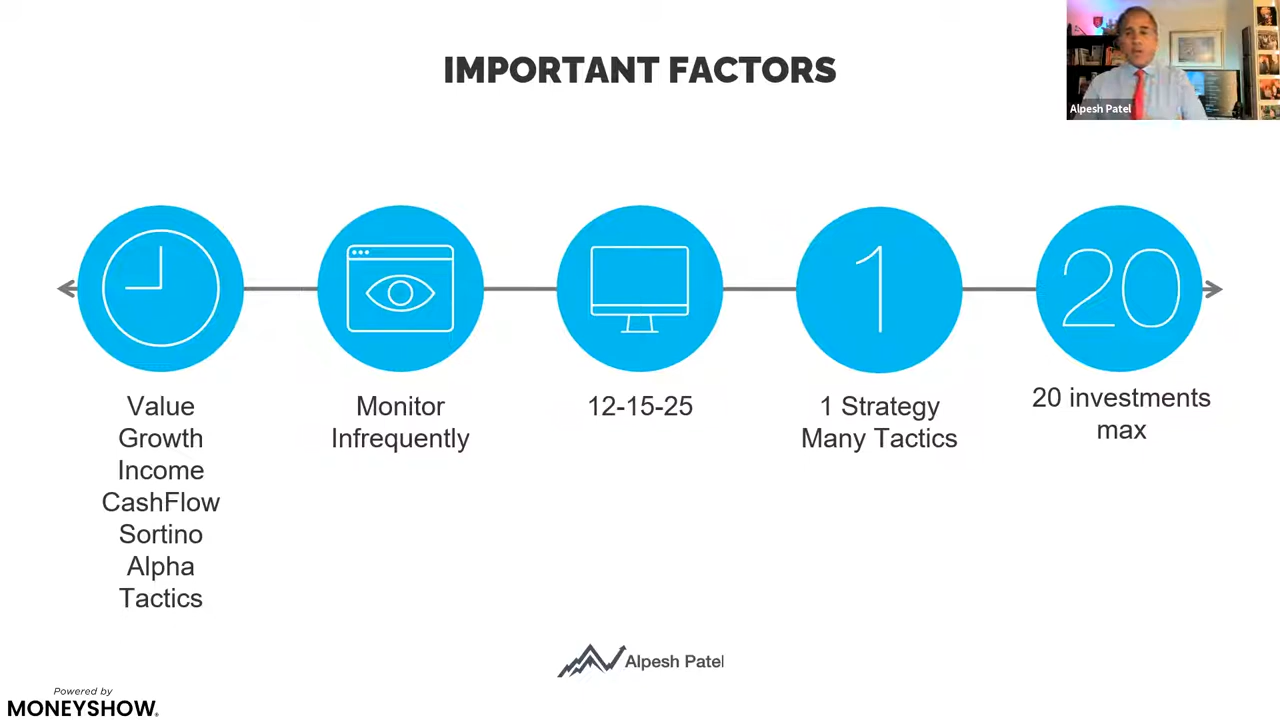 IMPORTANT FACTORS
Alpesh Patel
1
20
Value
Growth
Income
CashFlow
Sortino
Alpha
Tactics
Monitor
Infrequently
12-15-25
1 Strategy
Many Tactics
20 investments
max
Alpesh Patel
Powered by
MONEYSHOW.